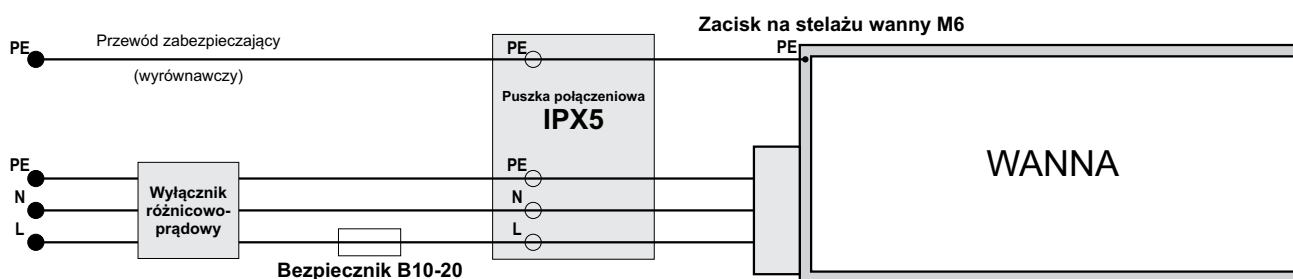 Zacisk na stelażu wanny M6
PE
Przewód zabezpieczający
(wyrównawczy)
PE
PE
Puszka połączeniowa
IPX5
WANNA
PE
N
L
Wyłącznik
różnicowo-
prądowy
PE
N
L
Bezpiecznik B10-20